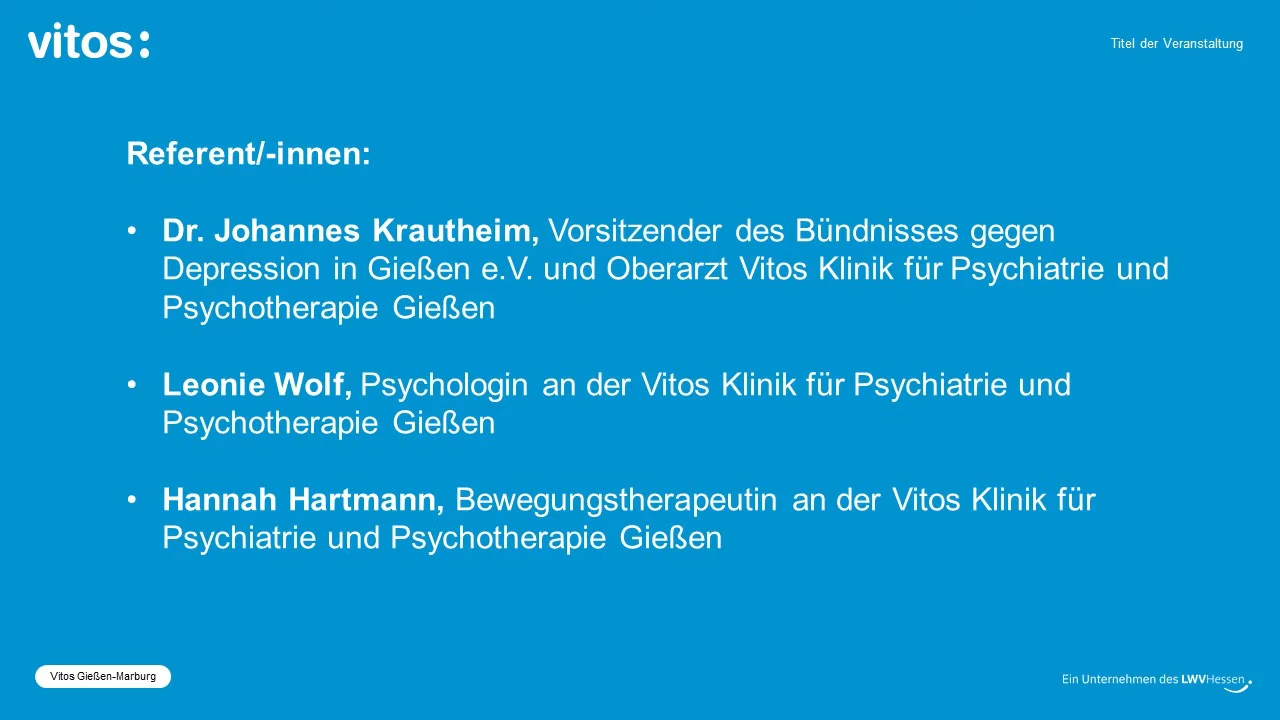 vitos:
Titel der Veranstaltung
Referent/-innen:
• Dr. Johannes Krautheim, Vorsitzender des Bündnisses gegen
Depression in Gießen e.V. und Oberarzt Vitos Klinik für Psychiatrie und
Psychotherapie Gießen
• Leonie Wolf, Psychologin an der Vitos Klinik für Psychiatrie und
Psychotherapie Gießen
• Hannah Hartmann, Bewegungstherapeutin an der Vitos Klinik für
Psychiatrie und Psychotherapie Gießen
Vitos Gießen-Marburg
Ein Unternehmen des LWVHessen